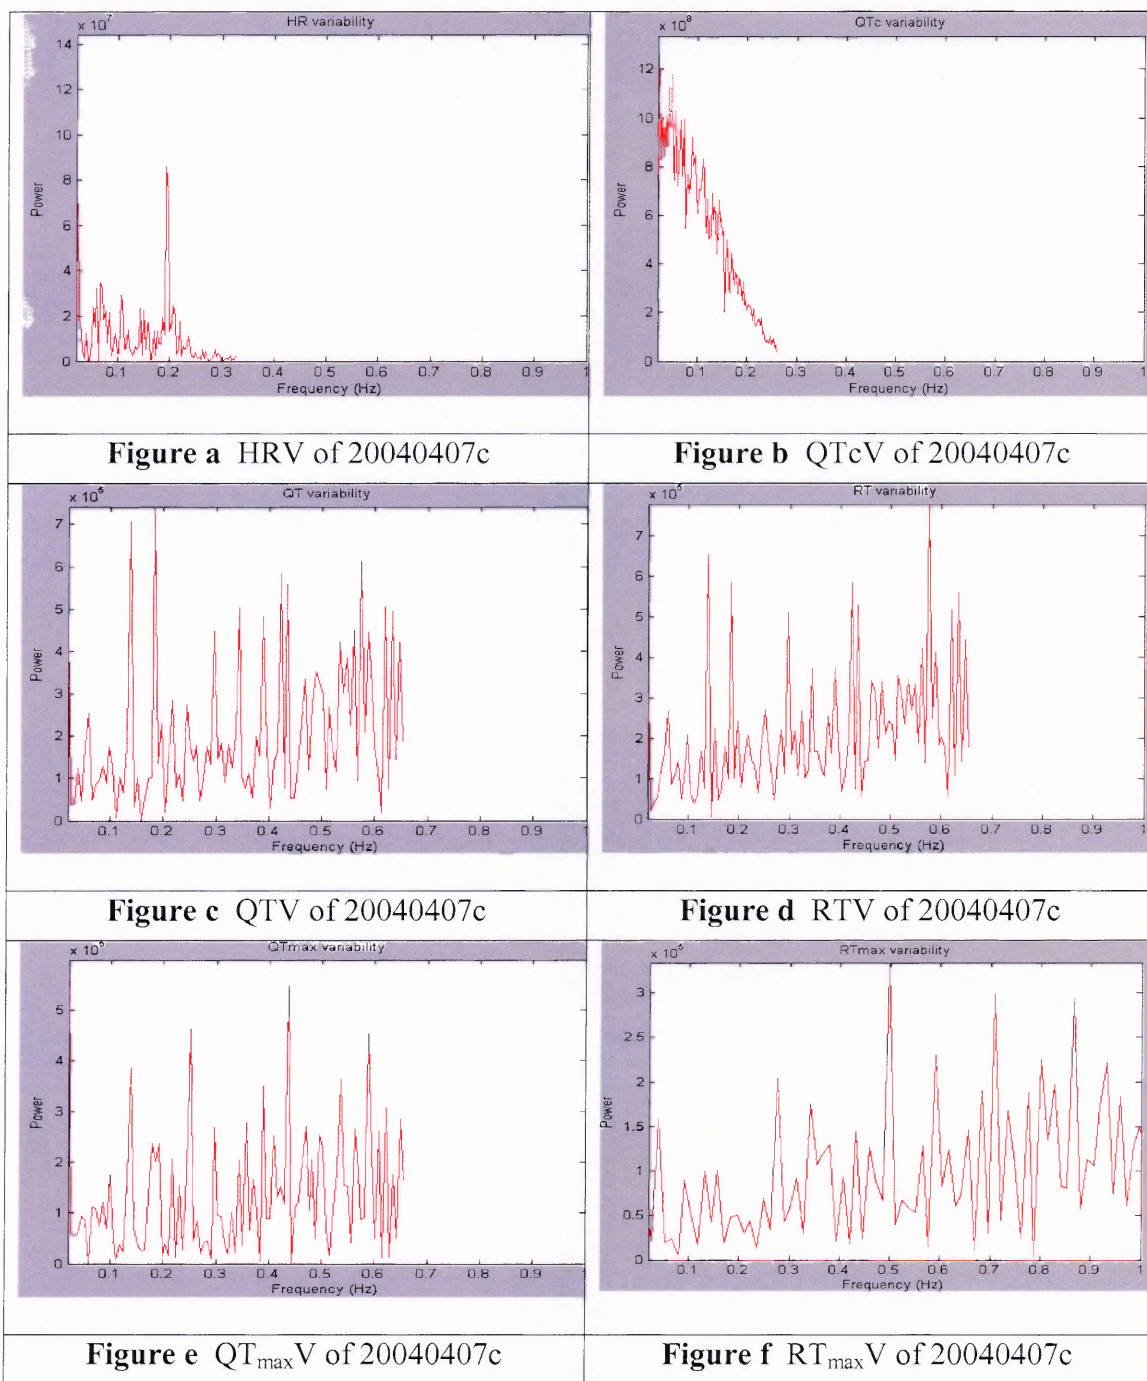 x 10^7 HR variability
14
12
10
8
6
4
2
0
Power
0.1 0.2 0.3 0.4 0.5 0.6 0.7 0.8 0.9 1
Frequency (Hz)
Figure a HRV of 20040407c
x 10^8 QTc variability
12
10
8
6
4
2
0
Power
0.1 0.2 0.3 0.4 0.5 0.6 0.7 0.8 0.9 1
Frequency (Hz)
Figure b QTcV of 20040407c
x 10^5 QT variability
7
6
5
4
3
2
1
0
Power
0.1 0.2 0.3 0.4 0.5 0.6 0.7 0.8 0.9 1
Frequency (Hz)
Figure c QTV of 20040407c
x 10^5 RT variability
7
6
5
4
3
2
1
0
Power
0.1 0.2 0.3 0.4 0.5 0.6 0.7 0.8 0.9 1
Frequency (Hz)
Figure d RTV of 20040407c
x 10^5 QTmax variability
5
4
3
2
1
0
Power
0.1 0.2 0.3 0.4 0.5 0.6 0.7 0.8 0.9 1
Frequency (Hz)
Figure e QTmaxV of 20040407c
x 10^5 RTmax variability
3
2.5
2
1.5
1
0.5
0
Power
0.1 0.2 0.3 0.4 0.5 0.6 0.7 0.8 0.9 1
Frequency (Hz)
Figure f RTmaxV of 20040407c